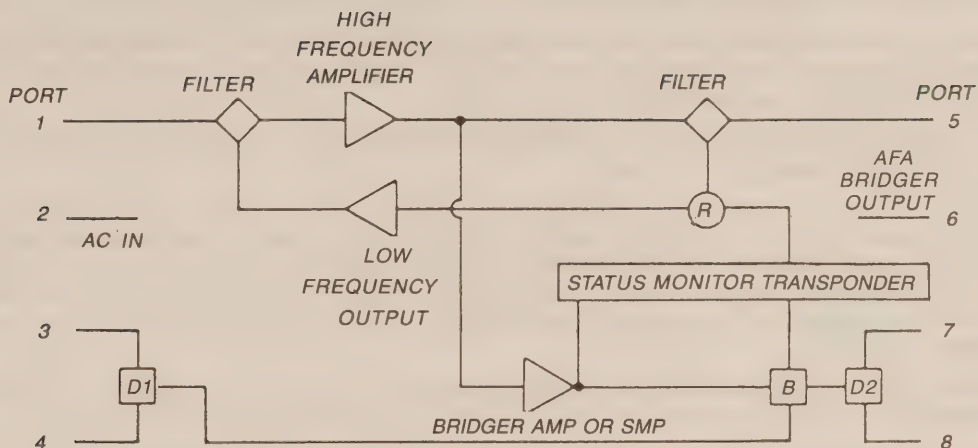 HIGH
FREQUENCY
AMPLIFIER
FILTER
FILTER
PORT
1
PORT
5
AFA
BRIDGER
OUTPUT
6
2
AC IN
R
LOW
FREQUENCY
OUTPUT
STATUS MONITOR TRANSPONDER
3
7
D1
B
D2
BRIDGER AMP OR SMP
4
8